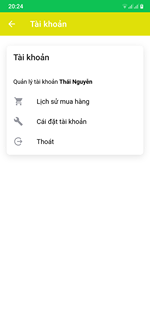 20:24
Tài khoản
Tài khoản
Quản lý tài khoản Thái Nguyên
Lịch sử mua hàng
Cài đặt tài khoản
Thoát